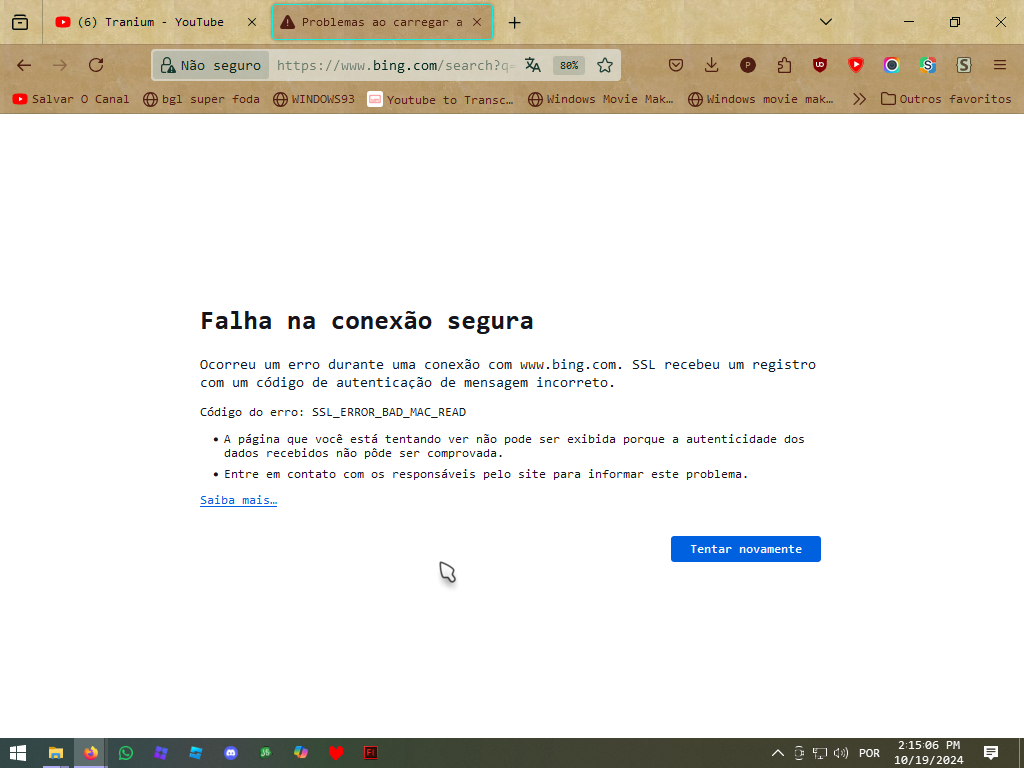 (6) Tranium - YouTube
Problemas ao carregar a
Não seguro
https://www.bing.com/search?q=
80%
Salvar O Canal
bgl super foda
WINDOWS93
Youtube to Transc…
Windows Movie Mak…
Windows movie mak…
Outros favoritos
Falha na conexão segura
Ocorreu um erro durante uma conexão com www.bing.com. SSL recebeu um registro
com um código de autenticação de mensagem incorreto.
Código do erro: SSL_ERROR_BAD_MAC_READ
• A página que você está tentando ver não pode ser exibida porque a autenticidade dos
dados recebidos não pôde ser comprovada.
• Entre em contato com os responsáveis pelo site para informar este problema.
Saiba mais…
Tentar novamente
POR
2:15:06 PM
10/19/2024